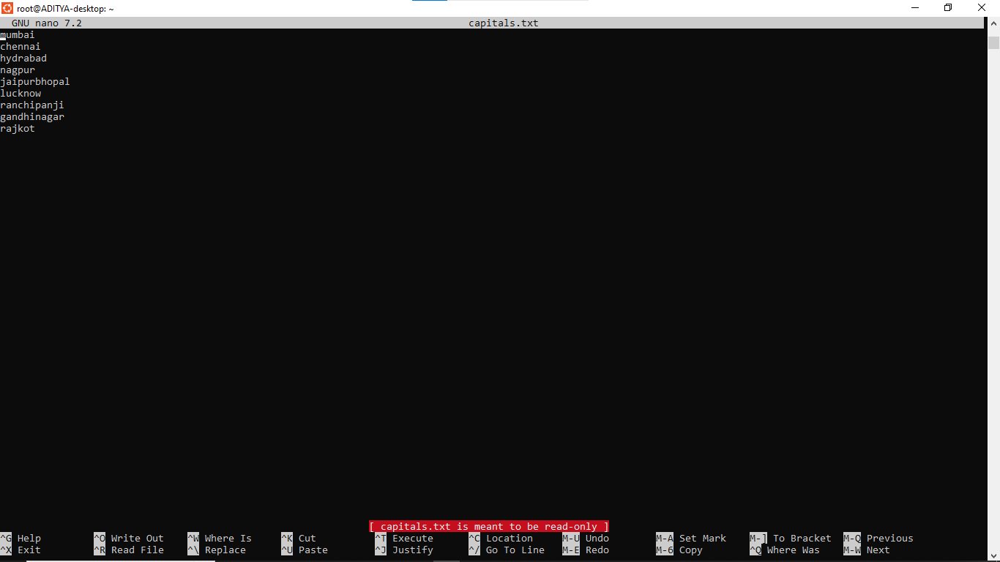 root@ADITYA-desktop: ~
GNU nano 7.2 capitals.txt
mumbai
chennai
hydrabad
nagpur
jaipurbhopal
lucknow
ranchipanji
gandhinagar
rajkot
[ capitals.txt is meant to be read-only ]
^G Help ^O Write Out ^W Where Is ^K Cut ^T Execute ^C Location M-U Undo M-A Set Mark M-] To Bracket M-Q Previous
^X Exit ^R Read File ^\ Replace ^U Paste ^J Justify ^/ Go To Line M-E Redo M-6 Copy ^Q Where Was M-W Next